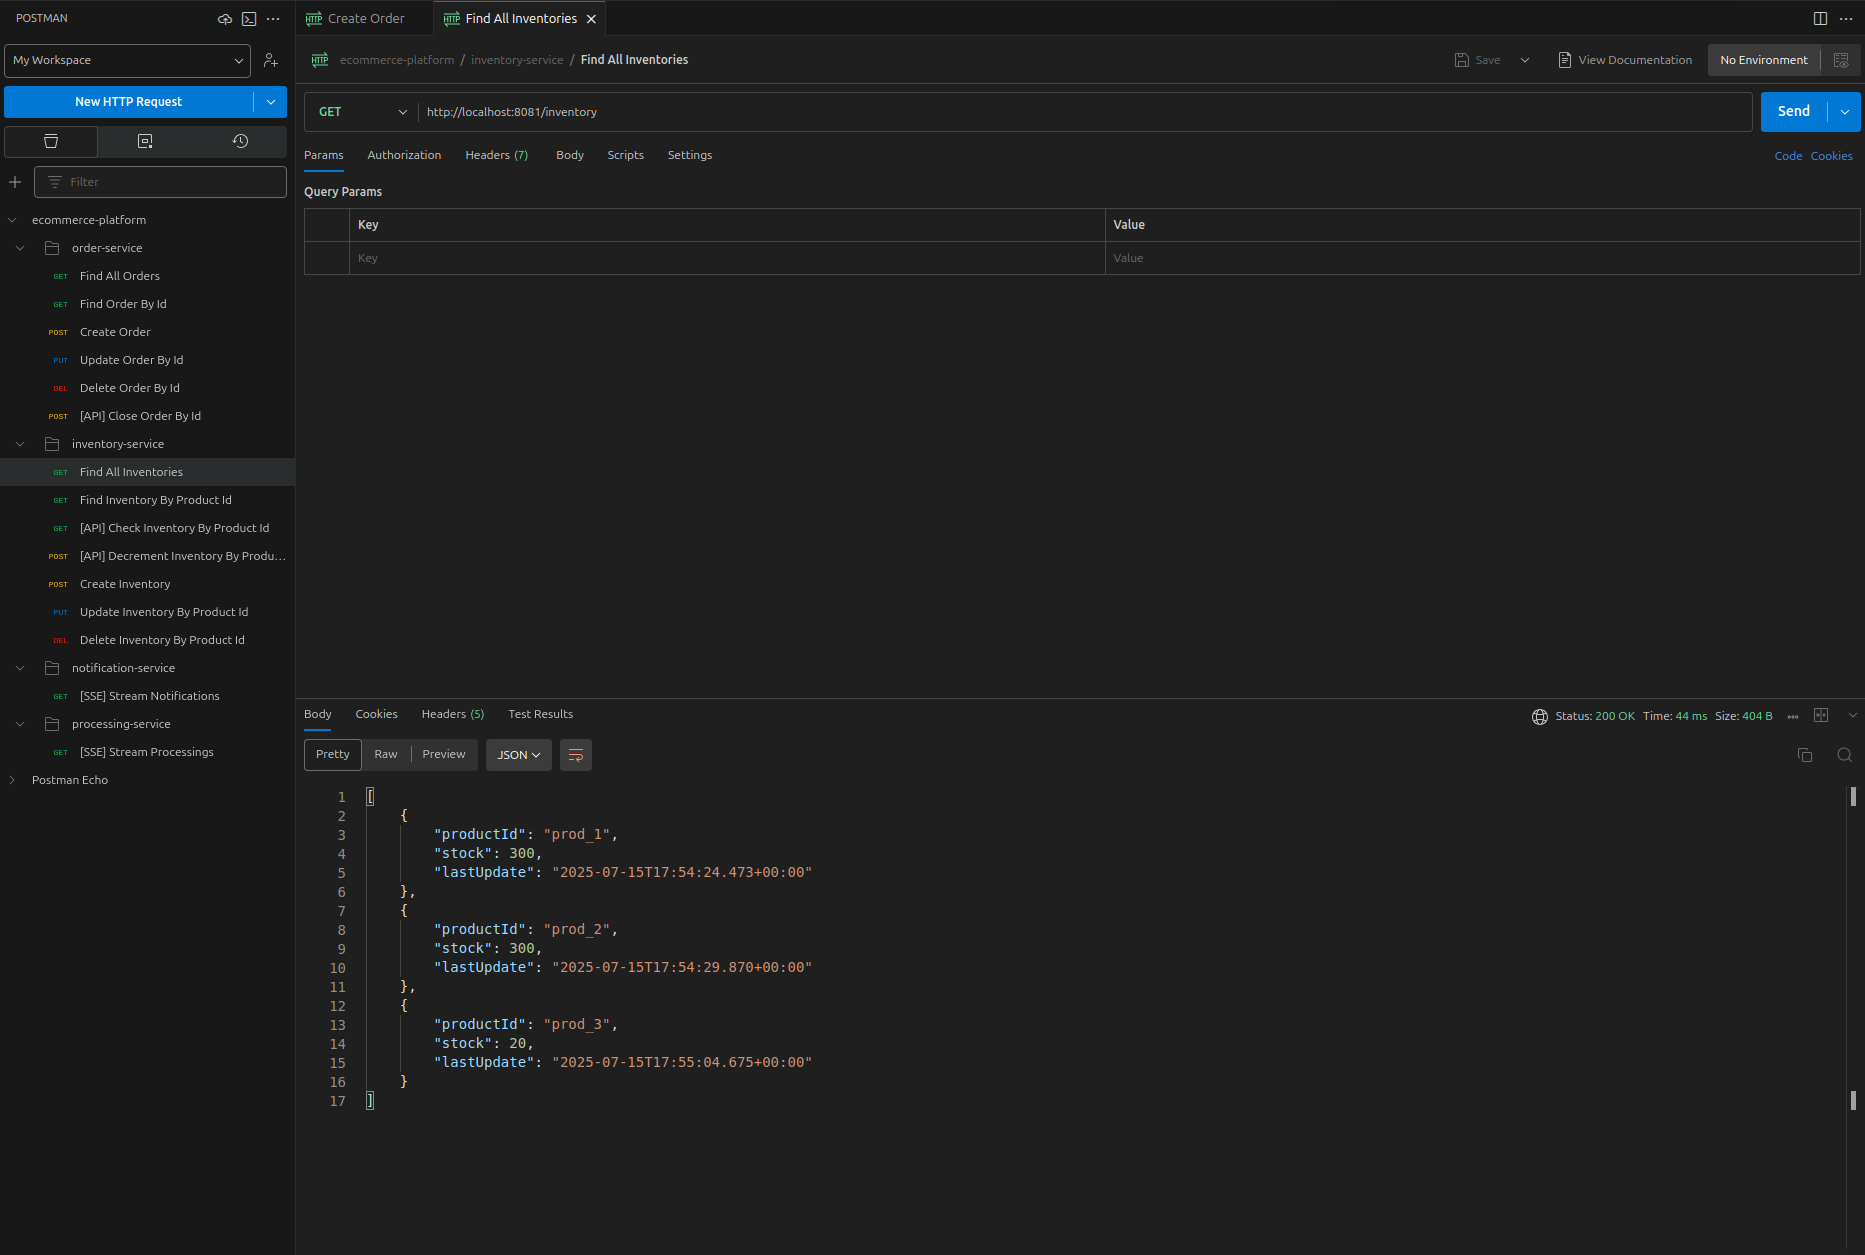 POSTMAN
My Workspace
New HTTP Request
Filter
ecommerce-platform
order-service
GET Find All Orders
GET Find Order By Id
POST Create Order
PUT Update Order By Id
DEL Delete Order By Id
POST [API] Close Order By Id
inventory-service
GET Find All Inventories
GET Find Inventory By Product Id
GET [API] Check Inventory By Product Id
POST [API] Decrement Inventory By Produ...
POST Create Inventory
PUT Update Inventory By Product Id
DEL Delete Inventory By Product Id
notification-service
GET [SSE] Stream Notifications
processing-service
GET [SSE] Stream Processings
Postman Echo
HTTP Create Order
HTTP Find All Inventories
HTTP ecommerce-platform / inventory-service / Find All Inventories
Save
View Documentation
No Environment
GET http://localhost:8081/inventory
Send
Params Authorization Headers (7) Body Scripts Settings
Code Cookies
Query Params
Key Value
Key Value
Body Cookies Headers (5) Test Results
Status: 200 OK Time: 44 ms Size: 404 B
Pretty Raw Preview JSON
1 [
2 {
3 "productId": "prod_1",
4 "stock": 300,
5 "lastUpdate": "2025-07-15T17:54:24.473+00:00"
6 },
7 {
8 "productId": "prod_2",
9 "stock": 300,
10 "lastUpdate": "2025-07-15T17:54:29.870+00:00"
11 },
12 {
13 "productId": "prod_3",
14 "stock": 20,
15 "lastUpdate": "2025-07-15T17:55:04.675+00:00"
16 }
17 ]